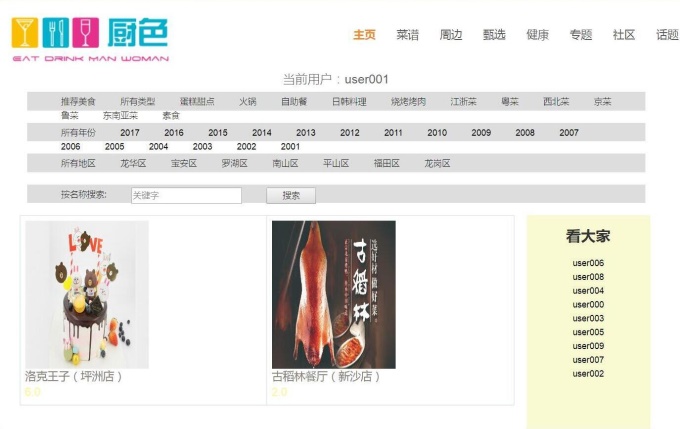 厨色
EAT DRINK MAN WOMAN
主页 菜谱 周边 甄选 健康 专题 社区 话题
当前用户：user001
推荐美食 所有类型 蛋糕甜点 火锅 自助餐 日韩料理 烧烤烤肉 江浙菜 粤菜 西北菜 京菜
鲁菜 东南亚菜 素食
所有年份 2017 2016 2015 2014 2013 2012 2011 2010 2009 2008 2007
2006 2005 2004 2003 2002 2001
所有地区 龙华区 宝安区 罗湖区 南山区 坪山区 福田区 龙岗区
按名称搜索: 关键字 搜索
LOVE
古稻林
选好材 做好菜
洛克王子（坪洲店）
6.0
古稻林餐厅（新沙店）
2.0
看大家
user006
user008
user004
user000
user003
user005
user009
user007
user002